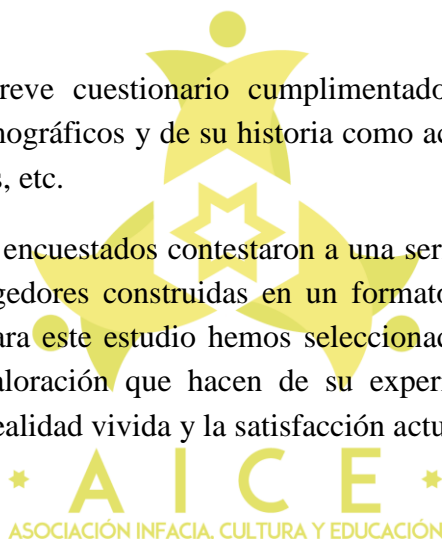 reve cuestionario cumplimentado
nográficos y de su historia como ac
s, etc.
encuestados contestaron a una ser
gedores construidas en un formato
ara este estudio hemos seleccionad
aloración que hacen de su exper
ealidad vivida y la satisfacción actu
A I C E
ASOCIACIÓN INFACIA. CULTURA Y EDUCACIÓN